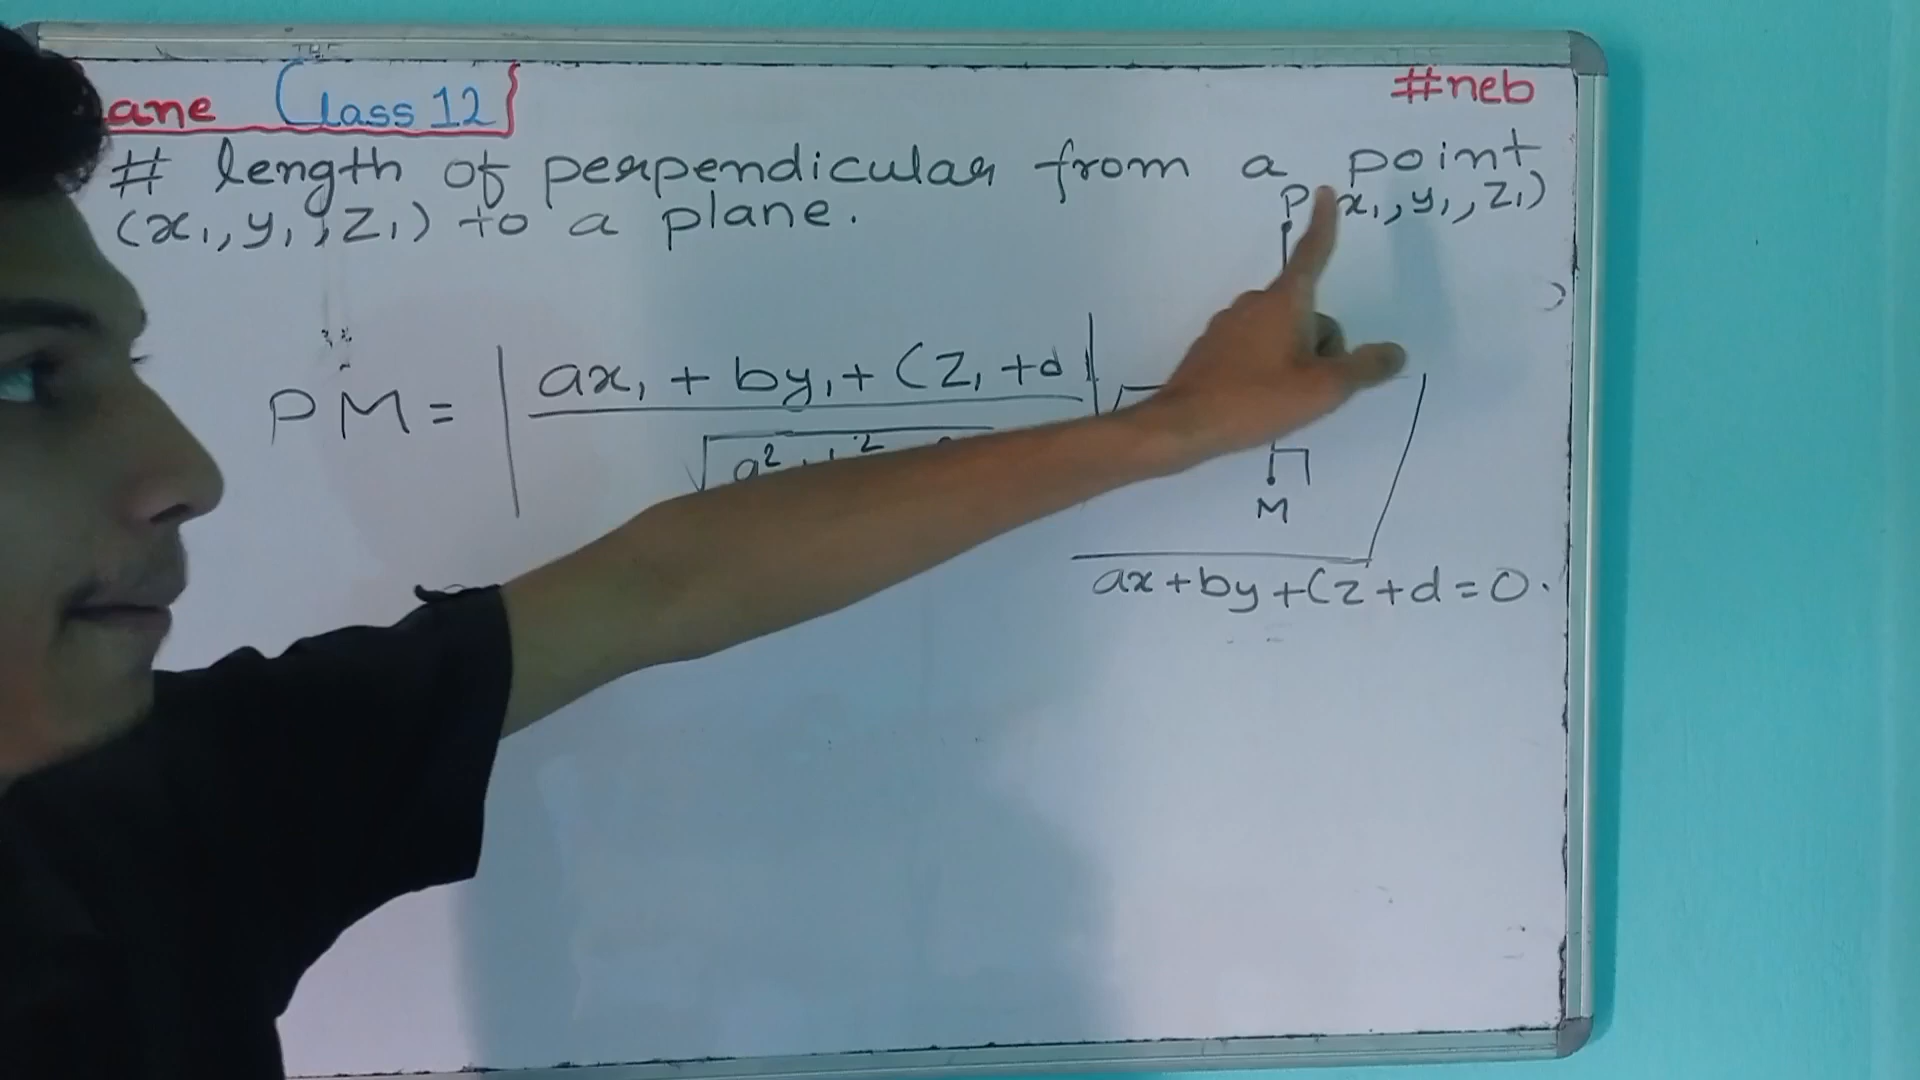 ane Class 12
#neb
# length of perpendicular from a point
(x₁, y₁, z₁) to a plane.
P x₁, y₁, z₁)
PM = | ax₁ + by₁ + cz₁ + d |
√a²
M
ax + by + cz + d = 0.